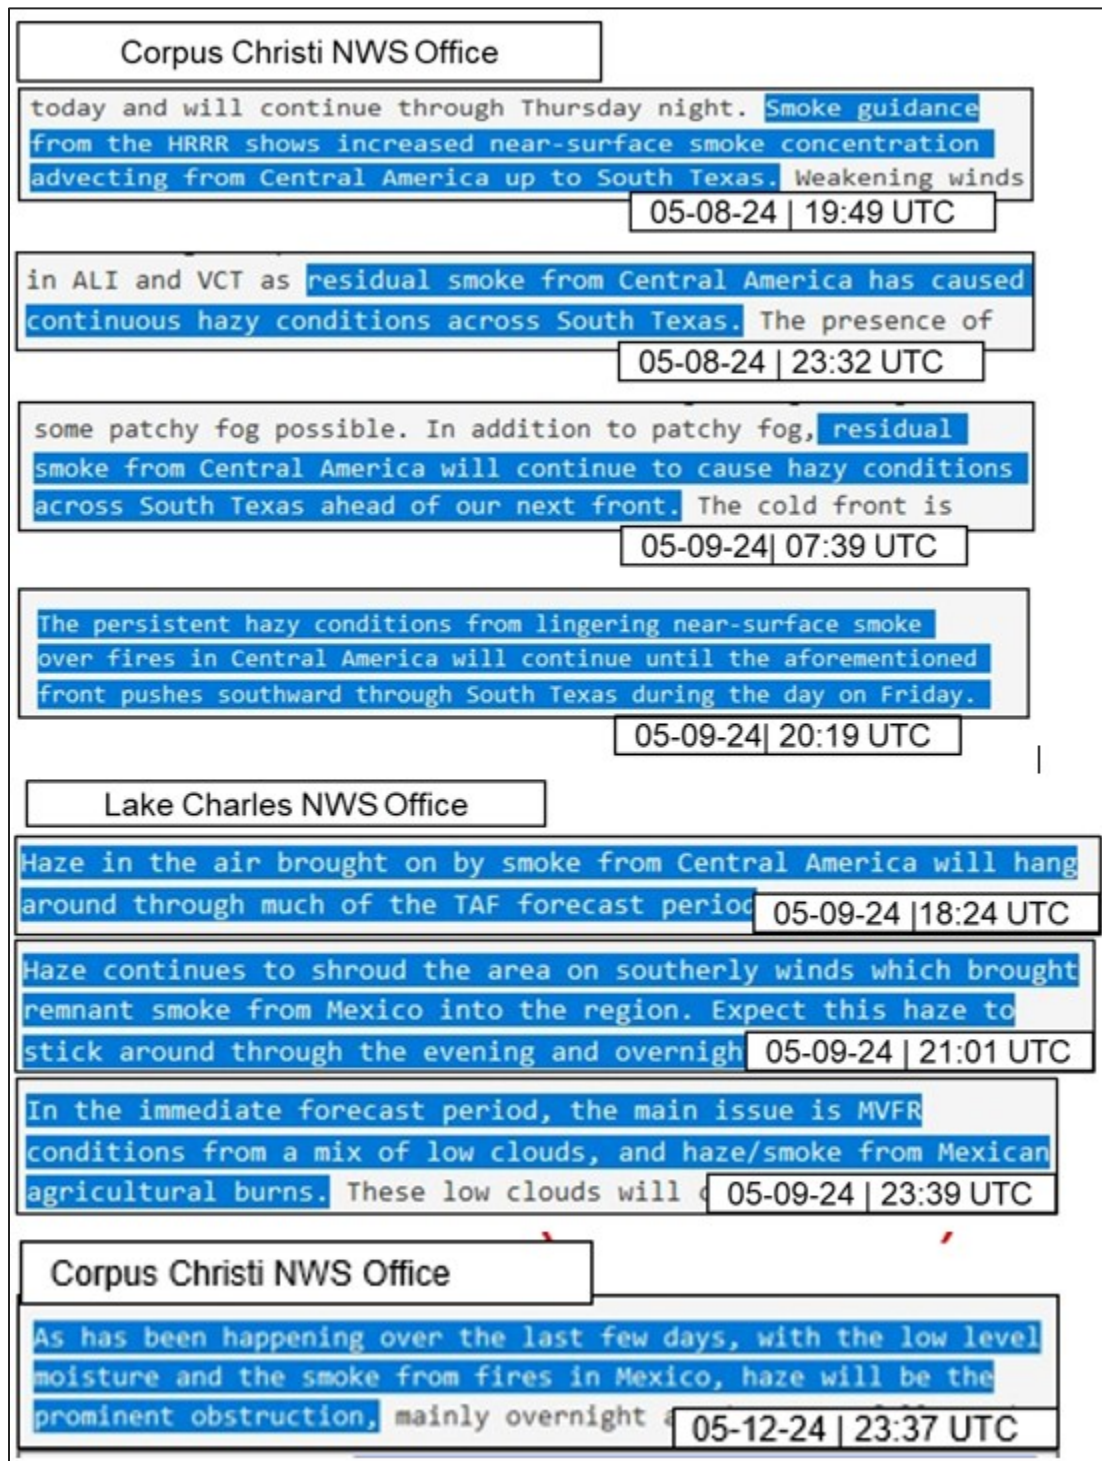 Corpus Christi NWS Office
today and will continue through Thursday night. Smoke guidance
from the HRRR shows increased near-surface smoke concentration
advecting from Central America up to South Texas. Weakening winds
05-08-24 | 19:49 UTC
in ALI and VCT as residual smoke from Central America has caused
continuous hazy conditions across South Texas. The presence of
05-08-24 | 23:32 UTC
some patchy fog possible. In addition to patchy fog, residual
smoke from Central America will continue to cause hazy conditions
across South Texas ahead of our next front. The cold front is
05-09-24| 07:39 UTC
The persistent hazy conditions from lingering near-surface smoke
over fires in Central America will continue until the aforementioned
front pushes southward through South Texas during the day on Friday.
05-09-24| 20:19 UTC
Lake Charles NWS Office
Haze in the air brought on by smoke from Central America will hang
around through much of the TAF forecast period
05-09-24 |18:24 UTC
Haze continues to shroud the area on southerly winds which brought
remnant smoke from Mexico into the region. Expect this haze to
stick around through the evening and overnigh
05-09-24 | 21:01 UTC
In the immediate forecast period, the main issue is MVFR
conditions from a mix of low clouds, and haze/smoke from Mexican
agricultural burns. These low clouds will
05-09-24 | 23:39 UTC
Corpus Christi NWS Office
As has been happening over the last few days, with the low level
moisture and the smoke from fires in Mexico, haze will be the
prominent obstruction, mainly overnight
05-12-24 | 23:37 UTC